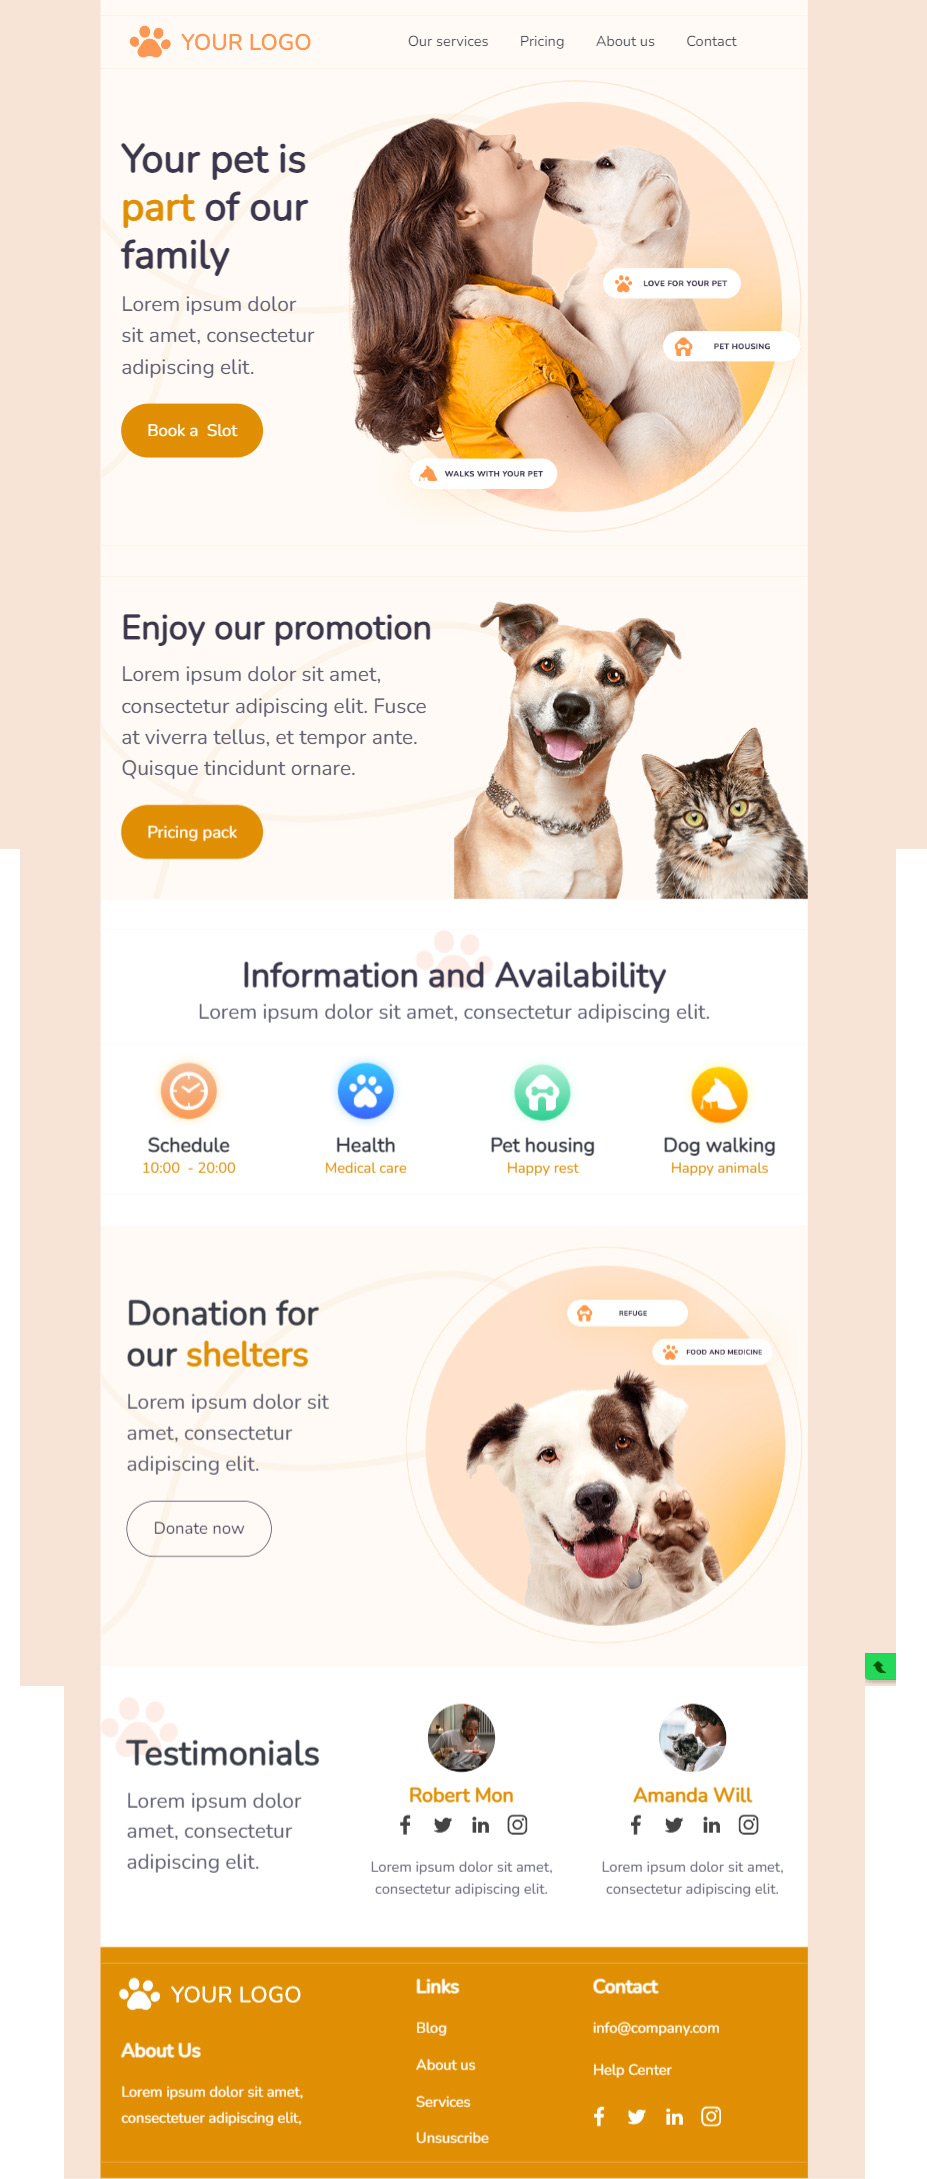 YOUR LOGO
Our services Pricing About us Contact
Your pet is
part of our
family
Lorem ipsum dolor
sit amet, consectetur
adipiscing elit.
Book a Slot
LOVE FOR YOUR PET
PET HOUSING
WALKS WITH YOUR PET
Enjoy our promotion
Lorem ipsum dolor sit amet,
consectetur adipiscing elit. Fusce
at viverra tellus, et tempor ante.
Quisque tincidunt ornare.
Pricing pack
Information and Availability
Lorem ipsum dolor sit amet, consectetur adipiscing elit.
Schedule
10:00 - 20:00
Health
Medical care
Pet housing
Happy rest
Dog walking
Happy animals
Donation for
our shelters
Lorem ipsum dolor sit
amet, consectetur
adipiscing elit.
Donate now
REFUGE
FOOD AND MEDICINE
Testimonials
Lorem ipsum dolor
amet, consectetur
adipiscing elit.
Robert Mon
Lorem ipsum dolor sit amet,
consectetur adipiscing elit.
Amanda Will
Lorem ipsum dolor sit amet,
consectetur adipiscing elit.
YOUR LOGO
About Us
Lorem ipsum dolor sit amet,
consectetuer adipiscing elit,
Links
Blog
About us
Services
Unsuscribe
Contact
info@company.com
Help Center